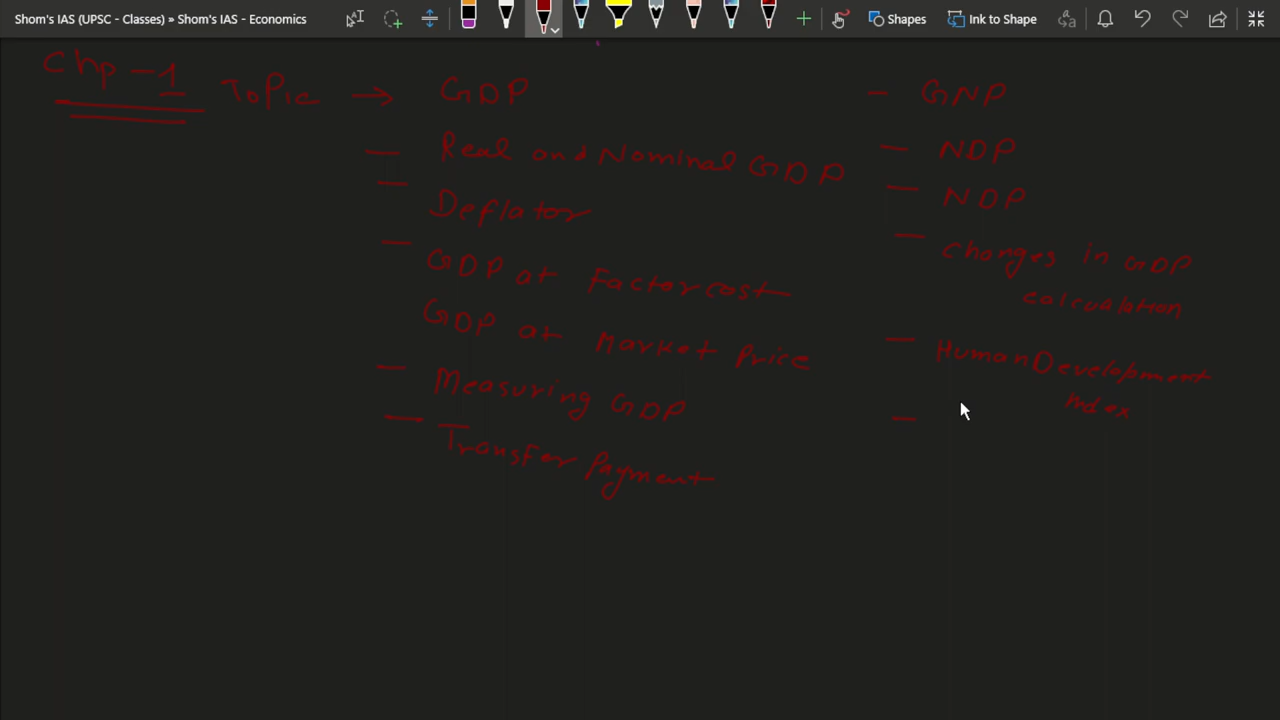 Shom's IAS (UPSC - Classes) » Shom's IAS - Economics
Shapes
Ink to Shape
Chp - 1
Topic → GDP
- Real and Nominal GDP
- Deflator
- GDP at Factor cost
GDP at Market Price
- Measuring GDP
- Transfer Payment
- GNP
- NDP
- NDP
- Changes in GDP
calcualation
- Human Development
Index
-